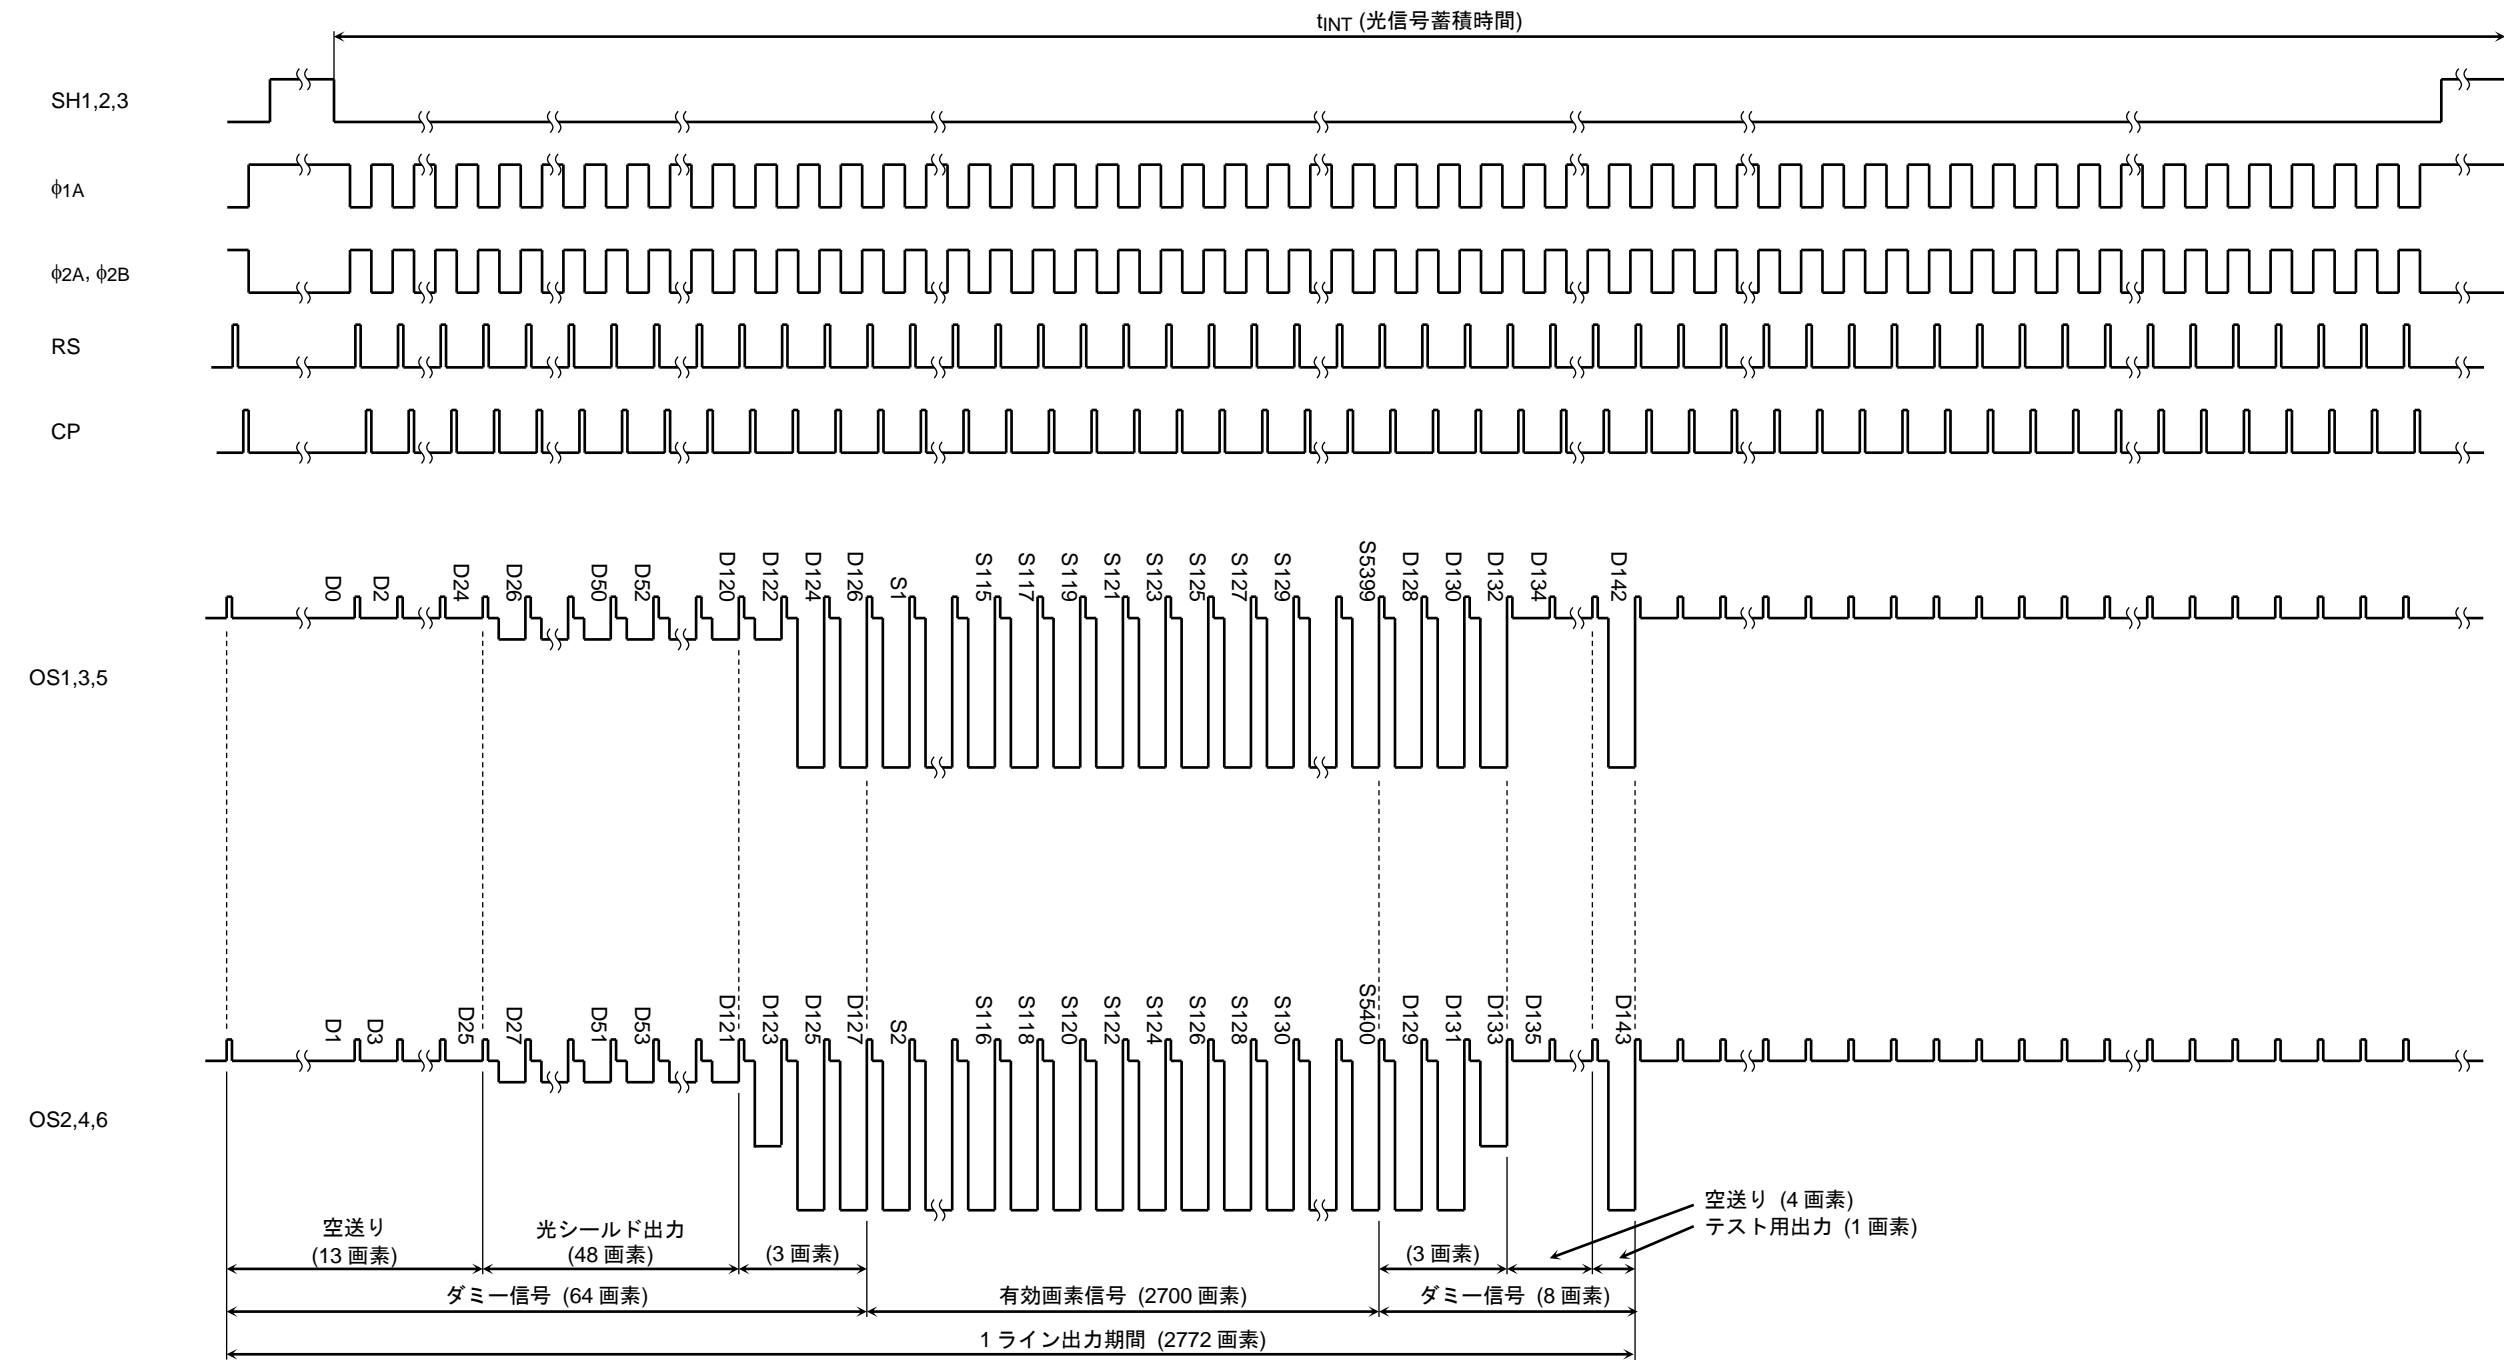 tINT (光信号蓄積時間)
SH1,2,3
ϕ1A
ϕ2A, ϕ2B
RS
CP
D0
D2
D24
D26
D50
D52
D120
D122
D124
D126
S1
S115
S117
S119
S121
S123
S125
S127
S129
S5399
D128
D130
D132
D134
D142
OS1,3,5
D1
D3
D25
D27
D51
D53
D121
D123
D125
D127
S2
S116
S118
S120
S122
S124
S126
S128
S130
S5400
D129
D131
D133
D135
D143
OS2,4,6
空送り (4 画素)
テスト用出力 (1 画素)
空送り
(13 画素)
光シールド出力
(48 画素)
(3 画素)
(3 画素)
ダミー信号 (64 画素)
有効画素信号 (2700 画素)
ダミー信号 (8 画素)
1 ライン出力期間 (2772 画素)